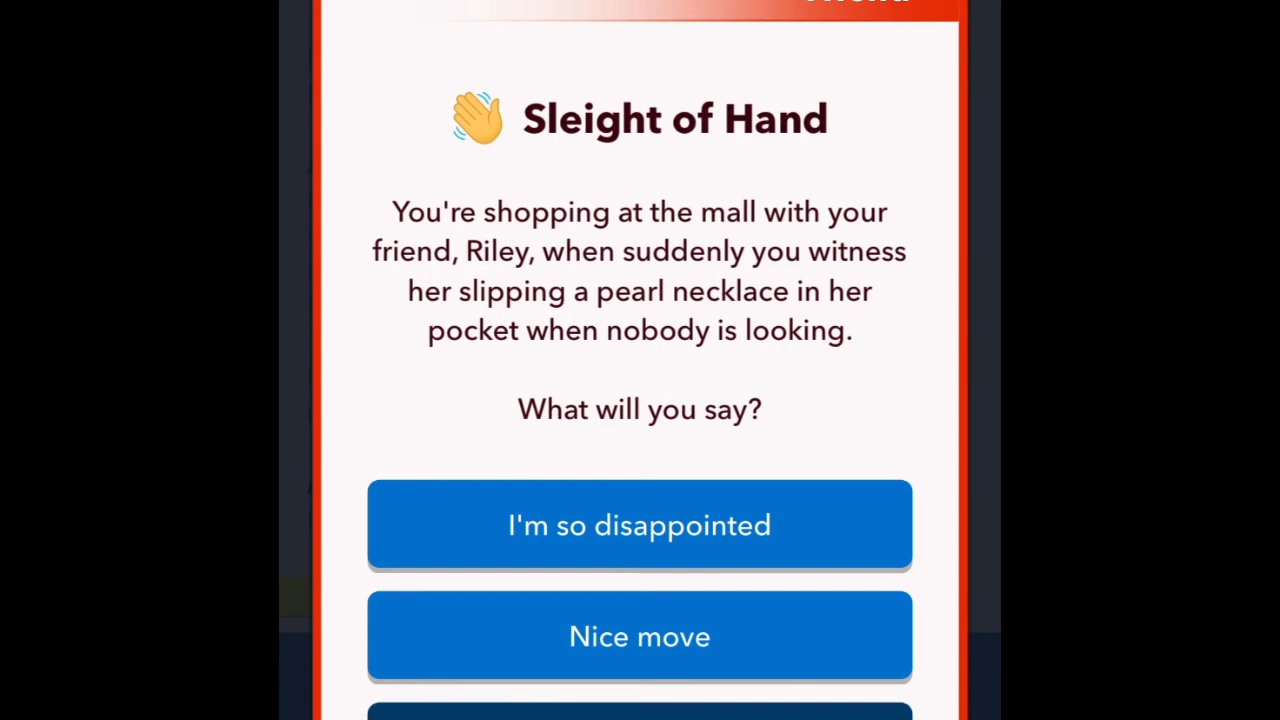 Sleight of Hand
You're shopping at the mall with your
friend, Riley, when suddenly you witness
her slipping a pearl necklace in her
pocket when nobody is looking.
What will you say?
I'm so disappointed
Nice move